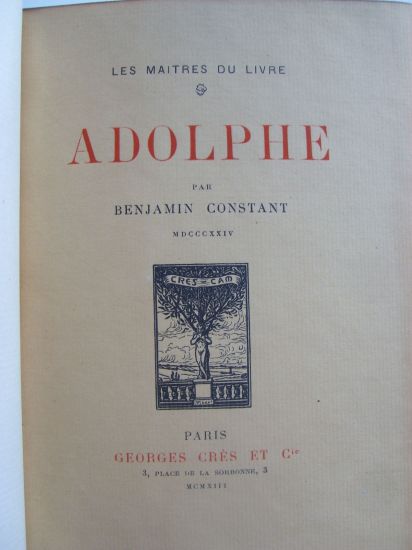 LES MAITRES DU LIVRE
ADOLPHE
PAR
BENJAMIN CONSTANT
MDCCCXXIV
CRES = CAM
PARIS
GEORGES CRÈS ET Cie
3, PLACE DE LA SORBONNE, 3
MCMXIII